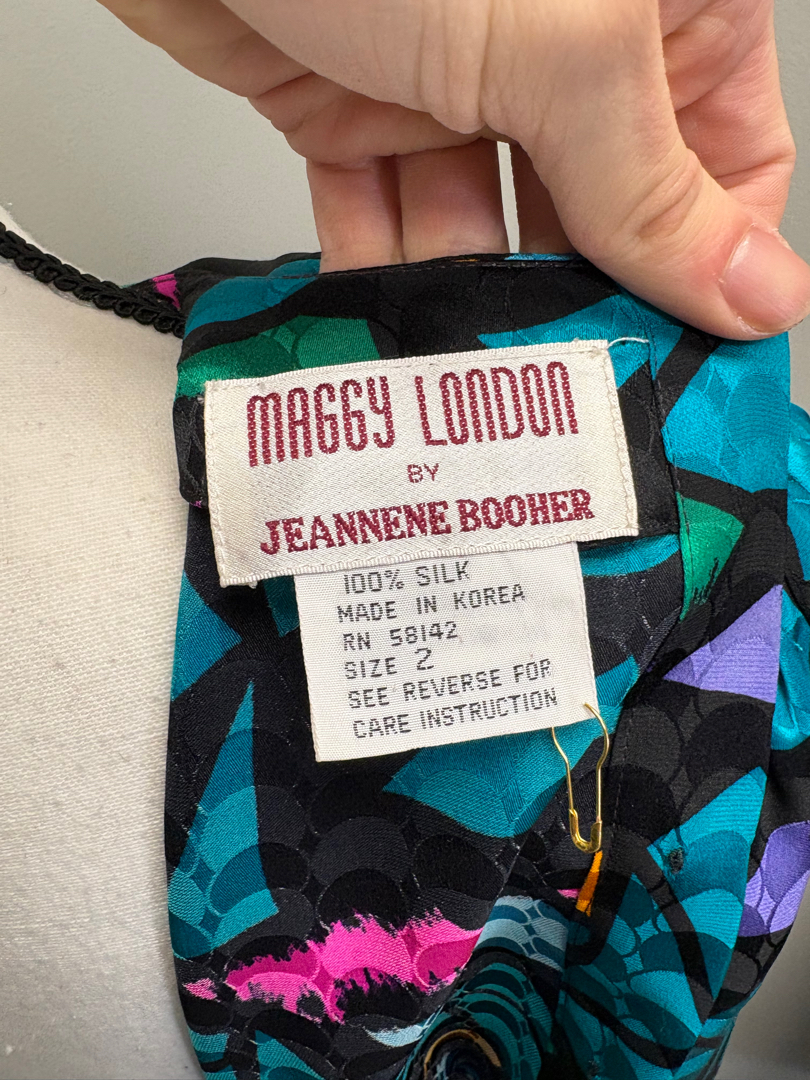 MAGGY LONDON
BY
JEANNENE BOOHER
100% SILK
MADE IN KOREA
RN 58142
SIZE 2
SEE REVERSE FOR
CARE INSTRUCTION